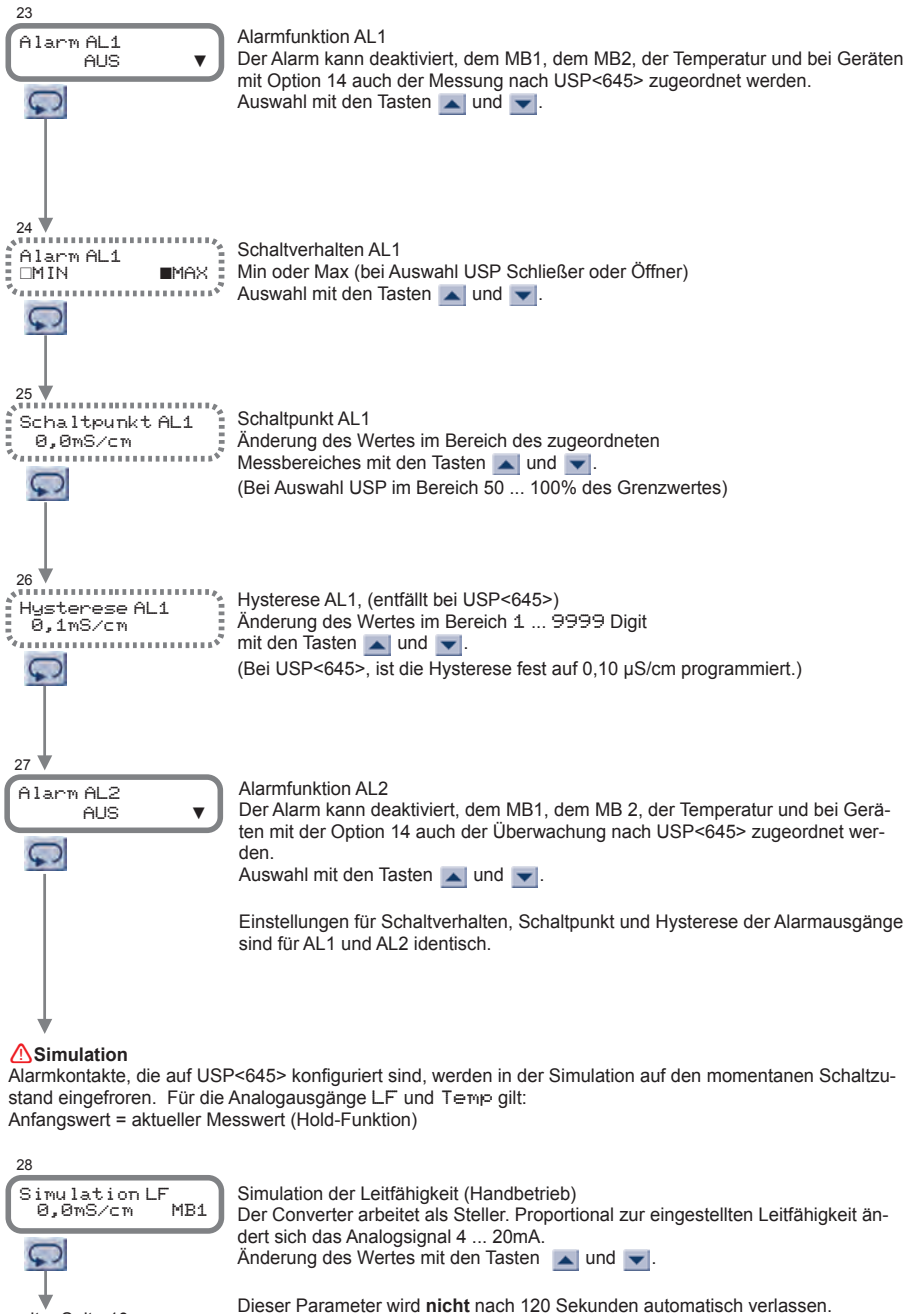 23
Alarm AL1
AUS ▼
Alarmfunktion AL1
Der Alarm kann deaktiviert, dem MB1, dem MB2, der Temperatur und bei Geräten
mit Option 14 auch der Messung nach USP<645> zugeordnet werden.
Auswahl mit den Tasten ▲ und ▼.
24
Alarm AL1
□MIN ■MAX
Schaltverhalten AL1
Min oder Max (bei Auswahl USP Schließer oder Öffner)
Auswahl mit den Tasten ▲ und ▼.
25
Schaltpunkt AL1
0,0mS/cm
Schaltpunkt AL1
Änderung des Wertes im Bereich des zugeordneten
Messbereiches mit den Tasten ▲ und ▼.
(Bei Auswahl USP im Bereich 50 ... 100% des Grenzwertes)
26
Hysterese AL1
0,1mS/cm
Hysterese AL1, (entfällt bei USP<645>)
Änderung des Wertes im Bereich 1 ... 9999 Digit
mit den Tasten ▲ und ▼.
(Bei USP<645>, ist die Hysterese fest auf 0,10 µS/cm programmiert.)
27
Alarm AL2
AUS ▼
Alarmfunktion AL2
Der Alarm kann deaktiviert, dem MB1, dem MB 2, der Temperatur und bei Gerä-
ten mit der Option 14 auch der Überwachung nach USP<645> zugeordnet wer-
den.
Auswahl mit den Tasten ▲ und ▼.
Einstellungen für Schaltverhalten, Schaltpunkt und Hysterese der Alarmausgänge
sind für AL1 und AL2 identisch.
⚠Simulation
Alarmkontakte, die auf USP<645> konfiguriert sind, werden in der Simulation auf den momentanen Schaltzu-
stand eingefroren. Für die Analogausgänge LF und Temp gilt:
Anfangswert = aktueller Messwert (Hold-Funktion)
28
Simulation LF
0,0mS/cm MB1
Simulation der Leitfähigkeit (Handbetrieb)
Der Converter arbeitet als Steller. Proportional zur eingestellten Leitfähigkeit än-
dert sich das Analogsignal 4 ... 20mA.
Änderung des Wertes mit den Tasten ▲ und ▼.
Dieser Parameter wird nicht nach 120 Sekunden automatisch verlassen.